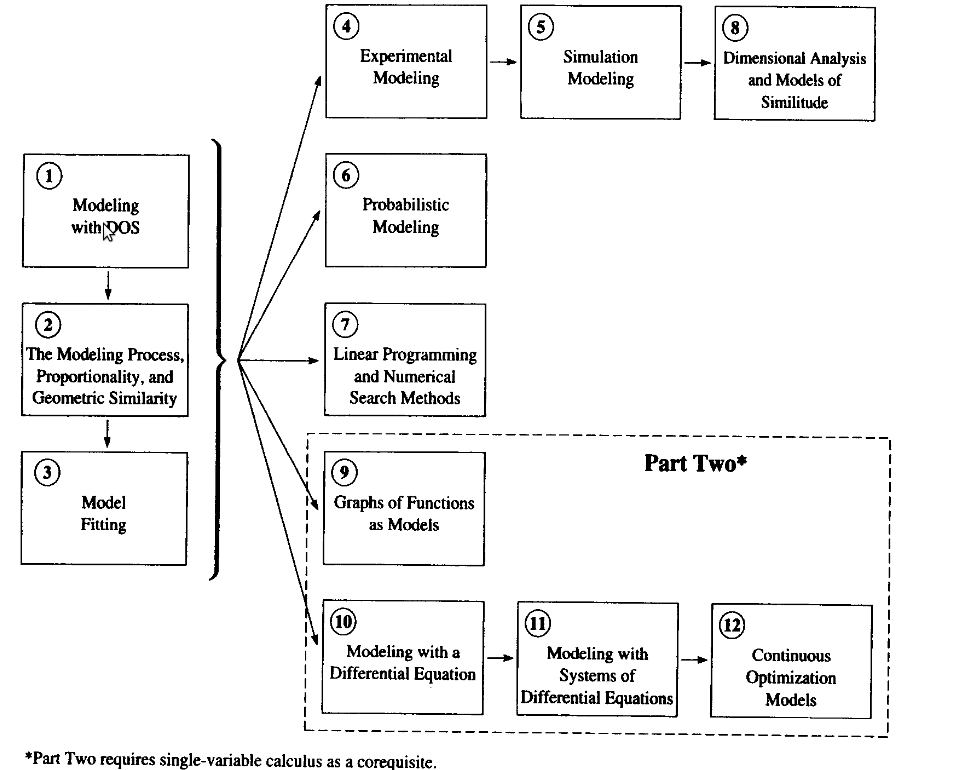 4
Experimental
Modeling
5
Simulation
Modeling
8
Dimensional Analysis
and Models of
Similitude
1
Modeling
with DOS
6
Probabilistic
Modeling
2
The Modeling Process,
Proportionality, and
Geometric Similarity
7
Linear Programming
and Numerical
Search Methods
3
Model
Fitting
Part Two*
9
Graphs of Functions
as Models
10
Modeling with a
Differential Equation
11
Modeling with
Systems of
Differential Equations
12
Continuous
Optimization
Models
*Part Two requires single-variable calculus as a corequisite.